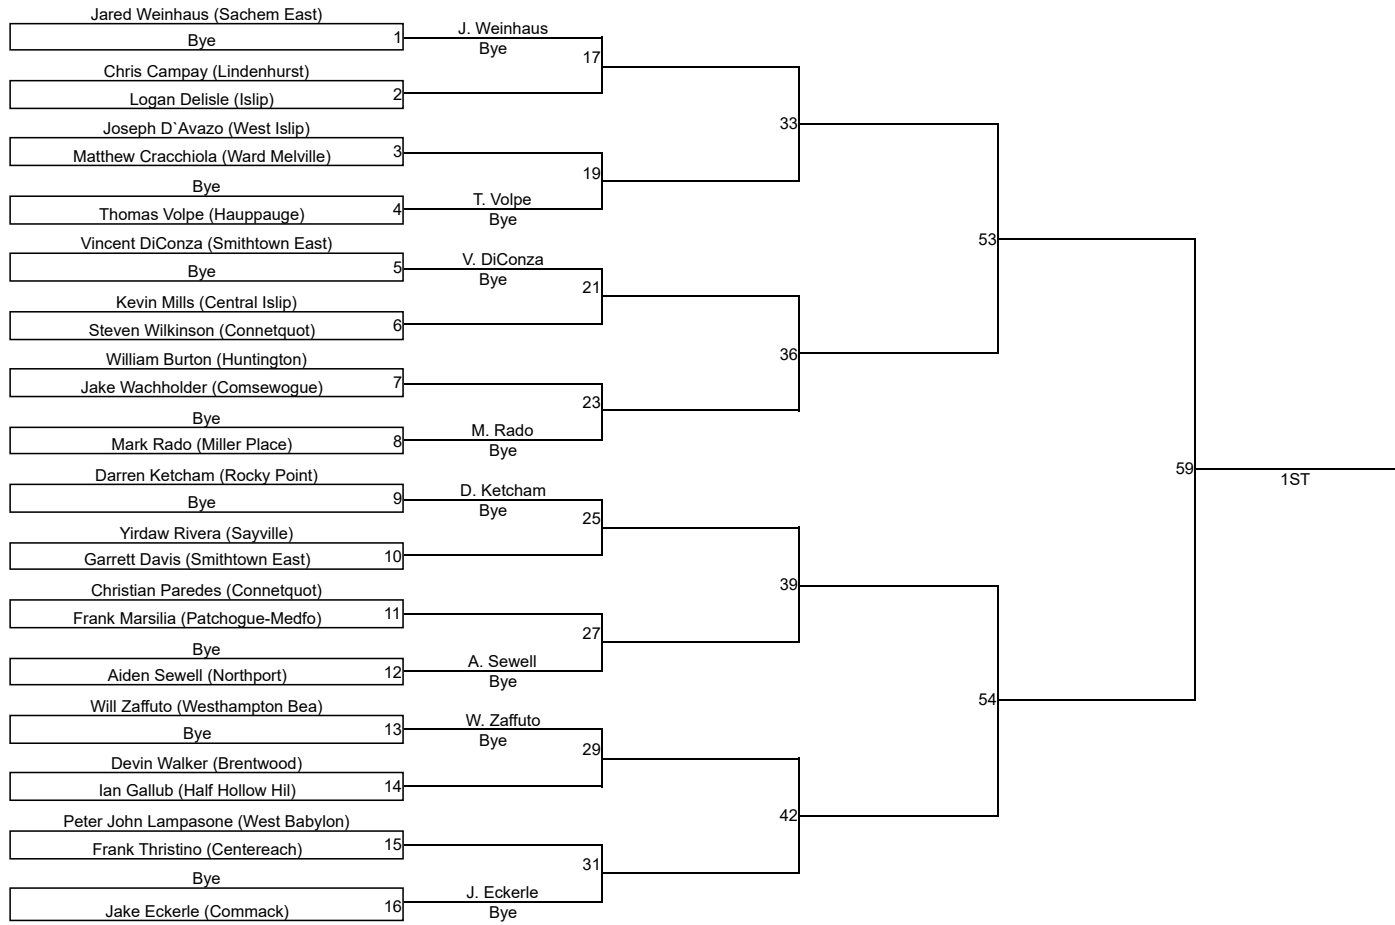 Jared Weinhaus (Sachem East)
Bye
1
J. Weinhaus
Bye
17
Chris Campay (Lindenhurst)
Logan Delisle (Islip)
2
33
Joseph D`Avazo (West Islip)
Matthew Cracchiola (Ward Melville)
3
19
Bye
Thomas Volpe (Hauppauge)
4
T. Volpe
Bye
53
Vincent DiConza (Smithtown East)
Bye
5
V. DiConza
Bye
21
Kevin Mills (Central Islip)
Steven Wilkinson (Connetquot)
6
36
William Burton (Huntington)
Jake Wachholder (Comsewogue)
7
23
Bye
Mark Rado (Miller Place)
8
M. Rado
Bye
59
1ST
Darren Ketcham (Rocky Point)
Bye
9
D. Ketcham
Bye
25
Yirdaw Rivera (Sayville)
Garrett Davis (Smithtown East)
10
39
Christian Paredes (Connetquot)
Frank Marsilia (Patchogue-Medfo)
11
27
Bye
Aiden Sewell (Northport)
12
A. Sewell
Bye
54
Will Zaffuto (Westhampton Bea)
Bye
13
W. Zaffuto
Bye
29
Devin Walker (Brentwood)
Ian Gallub (Half Hollow Hil)
14
42
Peter John Lampasone (West Babylon)
Frank Thristino (Centereach)
15
31
Bye
Jake Eckerle (Commack)
16
J. Eckerle
Bye